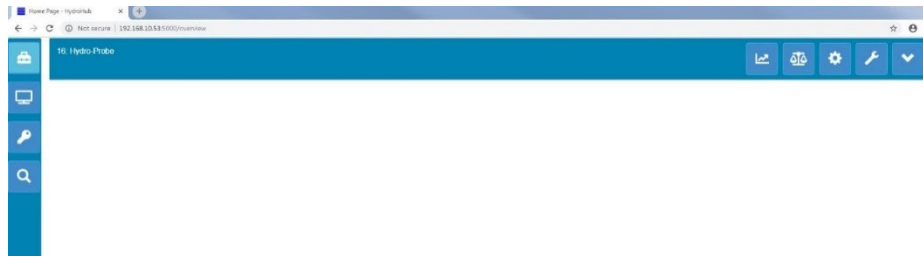 Home Page - HydroHub
Not secure | 192.168.10.53:5000/overview
16: Hydro-Probe